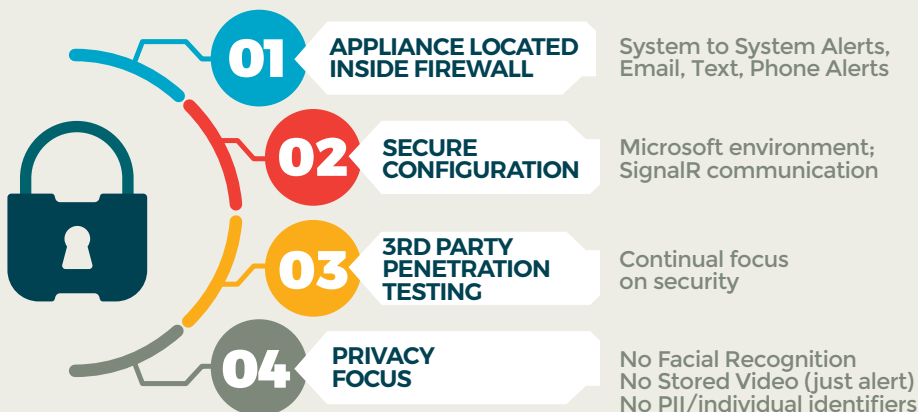 01
APPLIANCE LOCATED
INSIDE FIREWALL
System to System Alerts,
Email, Text, Phone Alerts
02
SECURE
CONFIGURATION
Microsoft environment;
SignalR communication
03
3RD PARTY
PENETRATION
TESTING
Continual focus
on security
04
PRIVACY
FOCUS
No Facial Recognition
No Stored Video (just alert)
No PII/individual identifiers